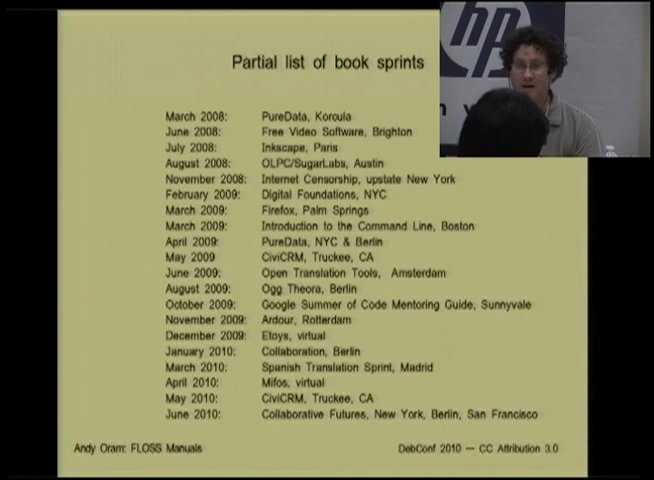 hp
Partial list of book sprints
March 2008: PureData, Korcula
June 2008: Free Video Software, Brighton
July 2008: Inkscape, Paris
August 2008: OLPC/SugarLabs, Austin
November 2008: Internet Censorship, upstate New York
February 2009: Digital Foundations, NYC
March 2009: Firefox, Palm Springs
March 2009: Introduction to the Command Line, Boston
April 2009: PureData, NYC & Berlin
May 2009 CiviCRM, Truckee, CA
June 2009: Open Translation Tools, Amsterdam
August 2009: Ogg Theora, Berlin
October 2009: Google Summer of Code Mentoring Guide, Sunnyvale
November 2009: Ardour, Rotterdam
December 2009: Etoys, virtual
January 2010: Collaboration, Berlin
March 2010: Spanish Translation Sprint, Madrid
April 2010: Mifos, virtual
May 2010: CiviCRM, Truckee, CA
June 2010: Collaborative Futures, New York, Berlin, San Francisco
Andy Oram: FLOSS Manuals DebConf 2010 — CC Attribution 3.0